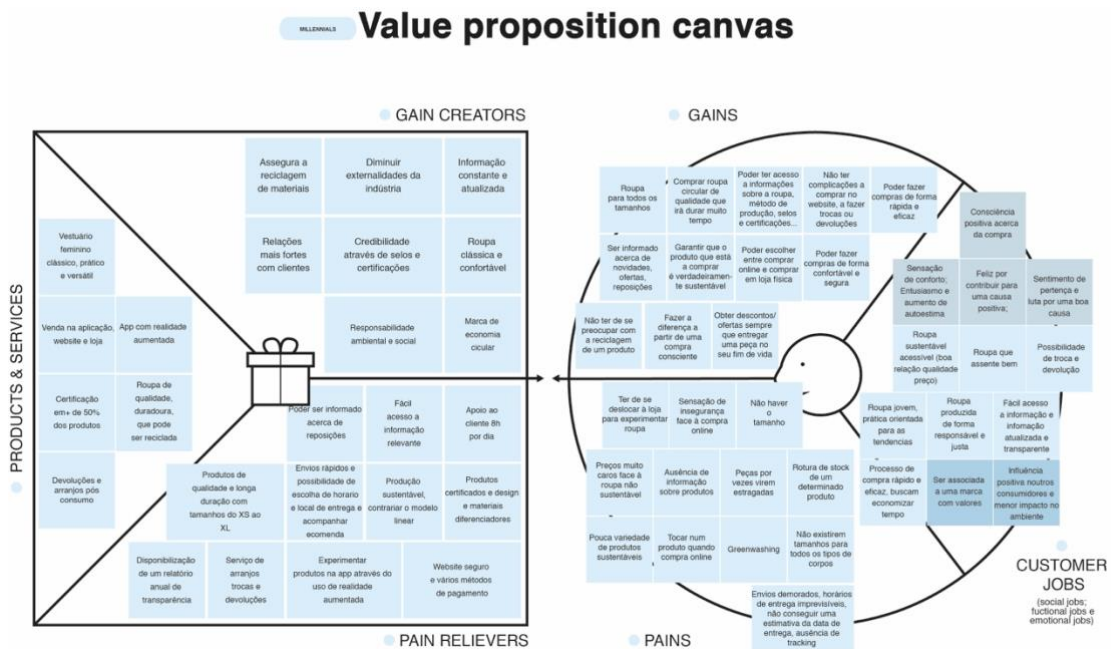 MILLENNIALS
Value proposition canvas
GAIN CREATORS
Assegura a
reciclagem
de materiais
Diminuir
externalidades da
indústria
Informação
constante e
atualizada
Relações
mais fortes
com clientes
Credibilidade
através de selos e
certificações
Roupa
clássica e
confortável
Responsabilidade
ambiental e social
Marca de
economia
cicular
PRODUCTS & SERVICES
Vestuário
feminino
clássico, prático
e versátil
Venda na aplicação,
website e loja
App com realidade
aumentada
Certificação
em+ de 50%
dos produtos
Roupa de
qualidade,
duradoura,
que pode
ser reciclada
Devoluções e
arranjos pós
consumo
Poder ser informado
acerca de
reposições
Fácil
acesso a
informação
relevante
Apoio ao
cliente 8h
por dia
Produtos de
qualidade e longa
duração com
tamanhos do XS ao
XL
Envios rápidos e
possibilidade de
escolha de horario
e local de entrega e
acompanhar
ecomenda
Produção
sustentável,
contrariar o modelo
linear
Produtos
certificados e design
e materiais
diferenciadores
Disponibilização
de um relatório
anual de
transparência
Serviço de
arranjos
trocas e
devoluções
Experimentar
produtos na app através do
uso de realidade
aumentada
Website seguro
e vários métodos
de pagamento
PAIN RELIEVERS
GAINS
Roupa
para todos os
tamanhos
Comprar roupa
circular de
qualidade que
irá durar muito
tempo
Poder ter acesso
a informações
sobre a roupa,
método de
produção, selos
e certificações...
Não ter
complicações a
comprar no
website, a fazer
trocas ou
devoluções
Poder fazer
compras de forma
rápida e
eficaz
Ser informado
acerca de
novidades,
ofertas,
reposições
Garantir que o
produto que está
a comprar
é verdadeirame
nte sustentável
Poder escolher
entre comprar
online e comprar
em loja física
Poder fazer
compras de forma
confortável e
segura
Não ter de se
preocupar com
a reciclagem
de um produto
Fazer a
diferença a
partir de uma
compra
consciente
Obter descontos/
ofertas sempre
que entregar
uma peça no
seu fim de vida
Consciência
positiva acerca
da compra
Sensação
de conforto;
Entusiasmo e
aumento de
autoestima
Feliz por
contribuir para
uma causa
positiva;
Sentimento de
pertença e
luta por uma boa
causa
Roupa
sustentável
acessível (boa
relação qualidade
preço)
Roupa que
assente bem
Possibilidade
de troca e
devolução
Roupa jovem,
prática orientada
para as
tendencias
Roupa
produzida
de forma
responsável e
justa
Fácil acesso
a informação e
infomação
atualizada e
transparente
Processo de
compra rápido e
eficaz, buscam
economizar
tempo
Ser associada
a uma marca
com valores
Influência
positiva noutros
consumidores e
menor impacto no
ambiente
CUSTOMER
JOBS
(social jobs;
fuctional jobs e
emotional jobs)
Ter de se
deslocar á loja
para experimentar
roupa
Sensação de
insegurança
face à compra
online
Não haver
o
tamanho
Preços muito
caros face à
roupa não
sustentável
Ausência de
informação
sobre produtos
Peças por
vezes virem
estragadas
Rotura de stock
de um
determinado
produto
Pouca variedade
de produtos
sustentáveis
Tocar num
produto quando
compra online
Greenwashing
Não existirem
tamanhos para
todos os tipos de
corpos
Envios demorados, horários
de entrega imprevisíveis,
não conseguir uma
estimativa da data de
entrega, ausência de
tracking
PAINS